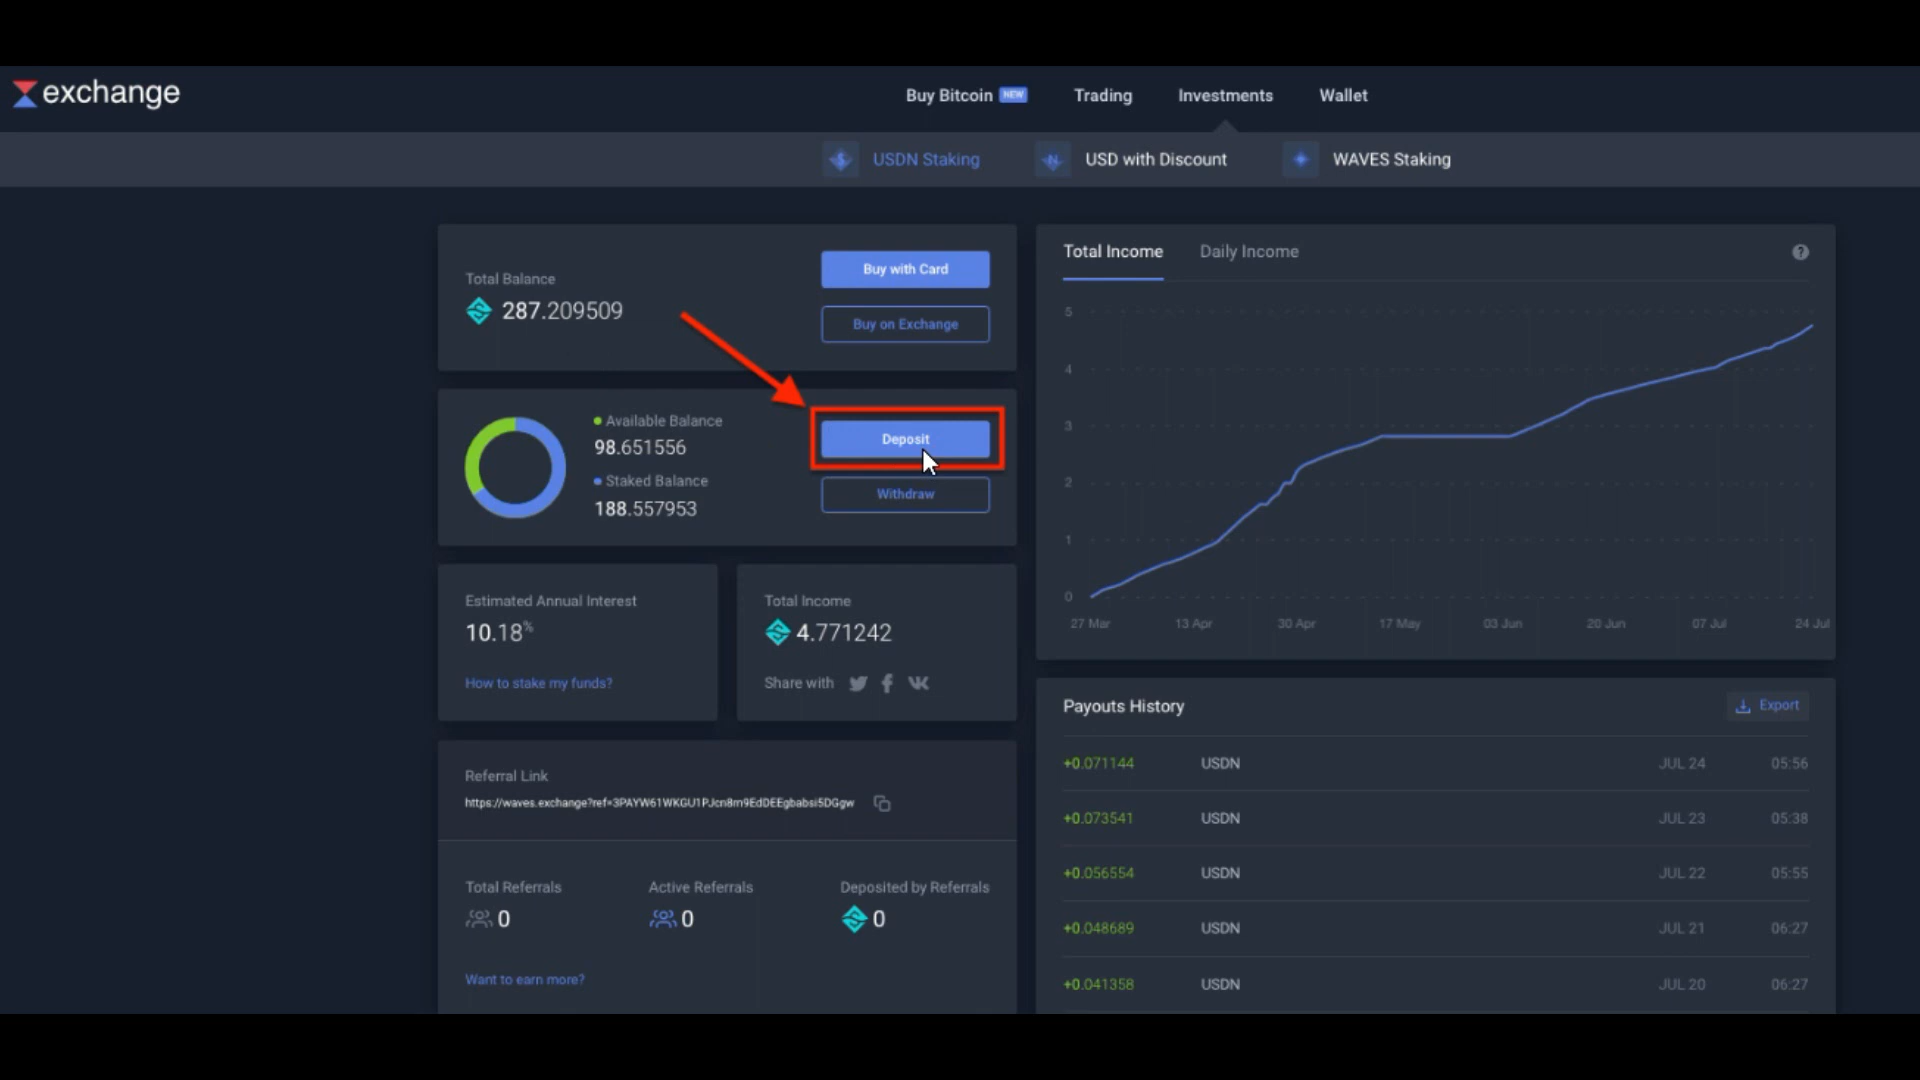 exchange
Buy Bitcoin NEW
Trading
Investments
Wallet
USDN Staking
USD with Discount
WAVES Staking
Total Balance
287.209509
Buy with Card
Buy on Exchange
Available Balance
98.651556
Staked Balance
188.557953
Deposit
Withdraw
Estimated Annual Interest
10.18%
How to stake my funds?
Total Income
4.771242
Share with
Referral Link
https://waves.exchange?ref=3PAYW61WKGU1PJcn8m9EdDEEgbabsi5DGgw
Total Referrals
0
Active Referrals
0
Deposited by Referrals
0
Want to earn more?
Total Income
Daily Income
?
5
4
3
2
1
0
27 Mar 13 Apr 30 Apr 17 May 03 Jun 20 Jun 07 Jul 24 Jul
Payouts History
Export
+0.071144 USDN JUL 24 05:56
+0.073541 USDN JUL 23 05:38
+0.056554 USDN JUL 22 05:55
+0.048689 USDN JUL 21 06:27
+0.041358 USDN JUL 20 06:27